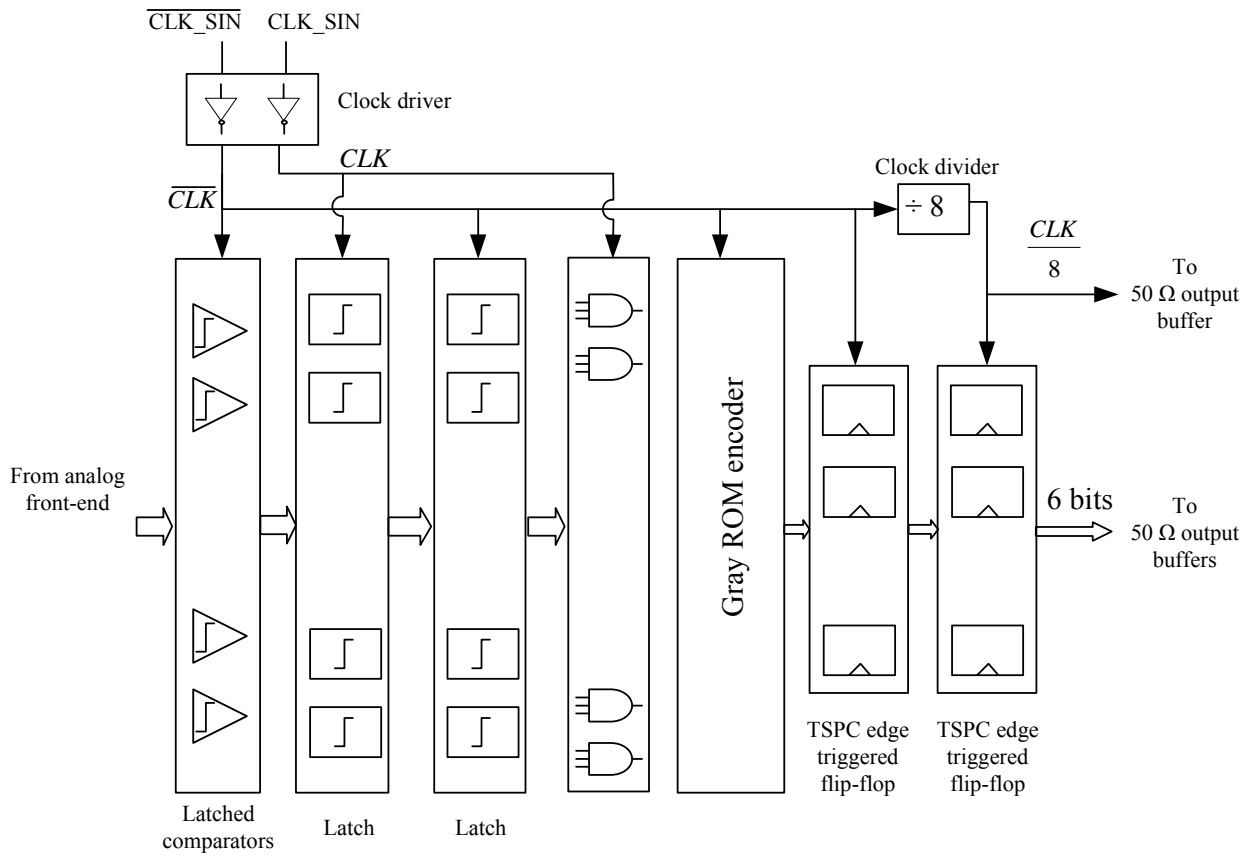 CLK_SIN CLK_SIN
Clock driver
CLK
CLK
Clock divider
÷ 8
CLK
8
To
50 Ω output
buffer
From analog
front-end
Gray ROM encoder
6 bits
To
50 Ω output
buffers
Latched
comparators
Latch
Latch
TSPC edge
triggered
flip-flop
TSPC edge
triggered
flip-flop